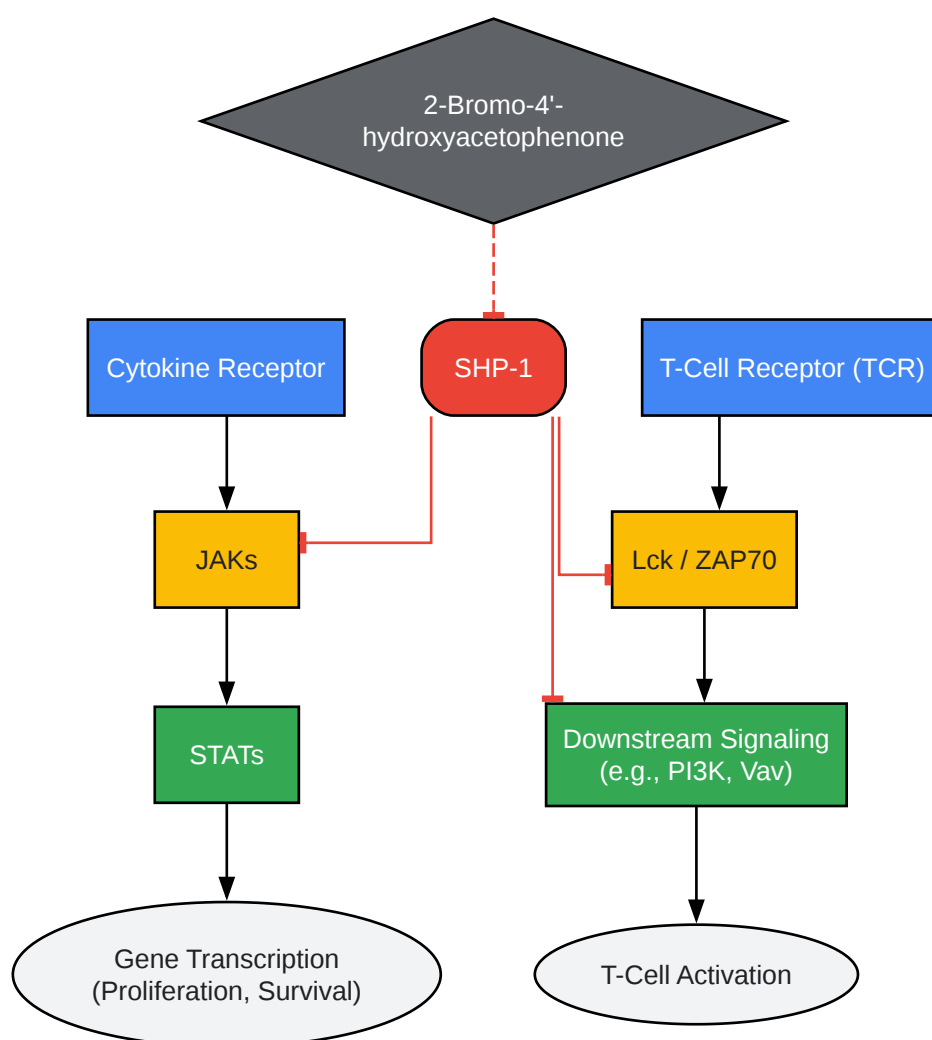 2-Bromo-4'-
hydroxyacetophenone
Cytokine Receptor
SHP-1
T-Cell Receptor (TCR)
JAKs
Lck / ZAP70
STATs
Downstream Signaling
(e.g., PI3K, Vav)
Gene Transcription
(Proliferation, Survival)
T-Cell Activation